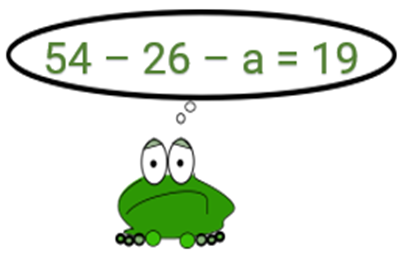 54 – 26 – a = 19